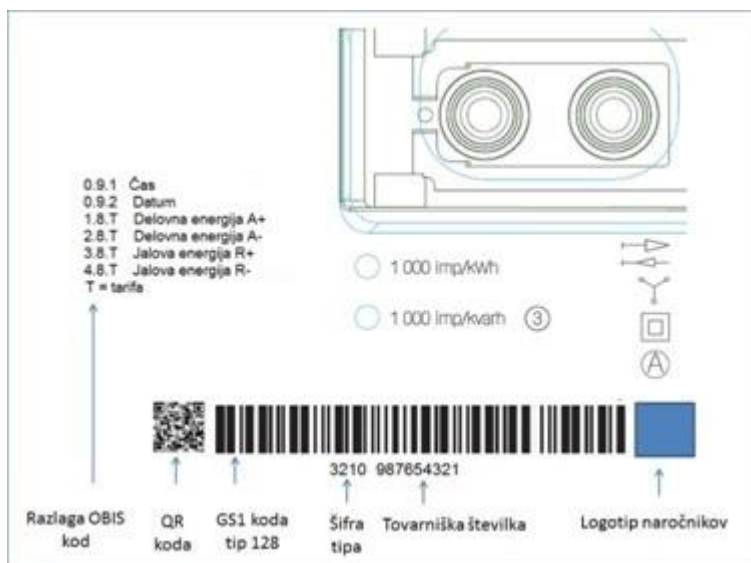 0.9.1 Čas
0.9.2 Datum
1.8.T Delovna energija A+
2.8.T Delovna energija A-
3.8.T Jalova energija R+
4.8.T Jalova energija R-
T = tarifa
1 000 imp/kWh
1 000 imp/kvarh 3
A
3210 987654321
Razlaga OBIS
kod
QR
koda
GS1 koda
tip 128
Šifra
tipa
Tovarniška številka
Logotip naročnikov